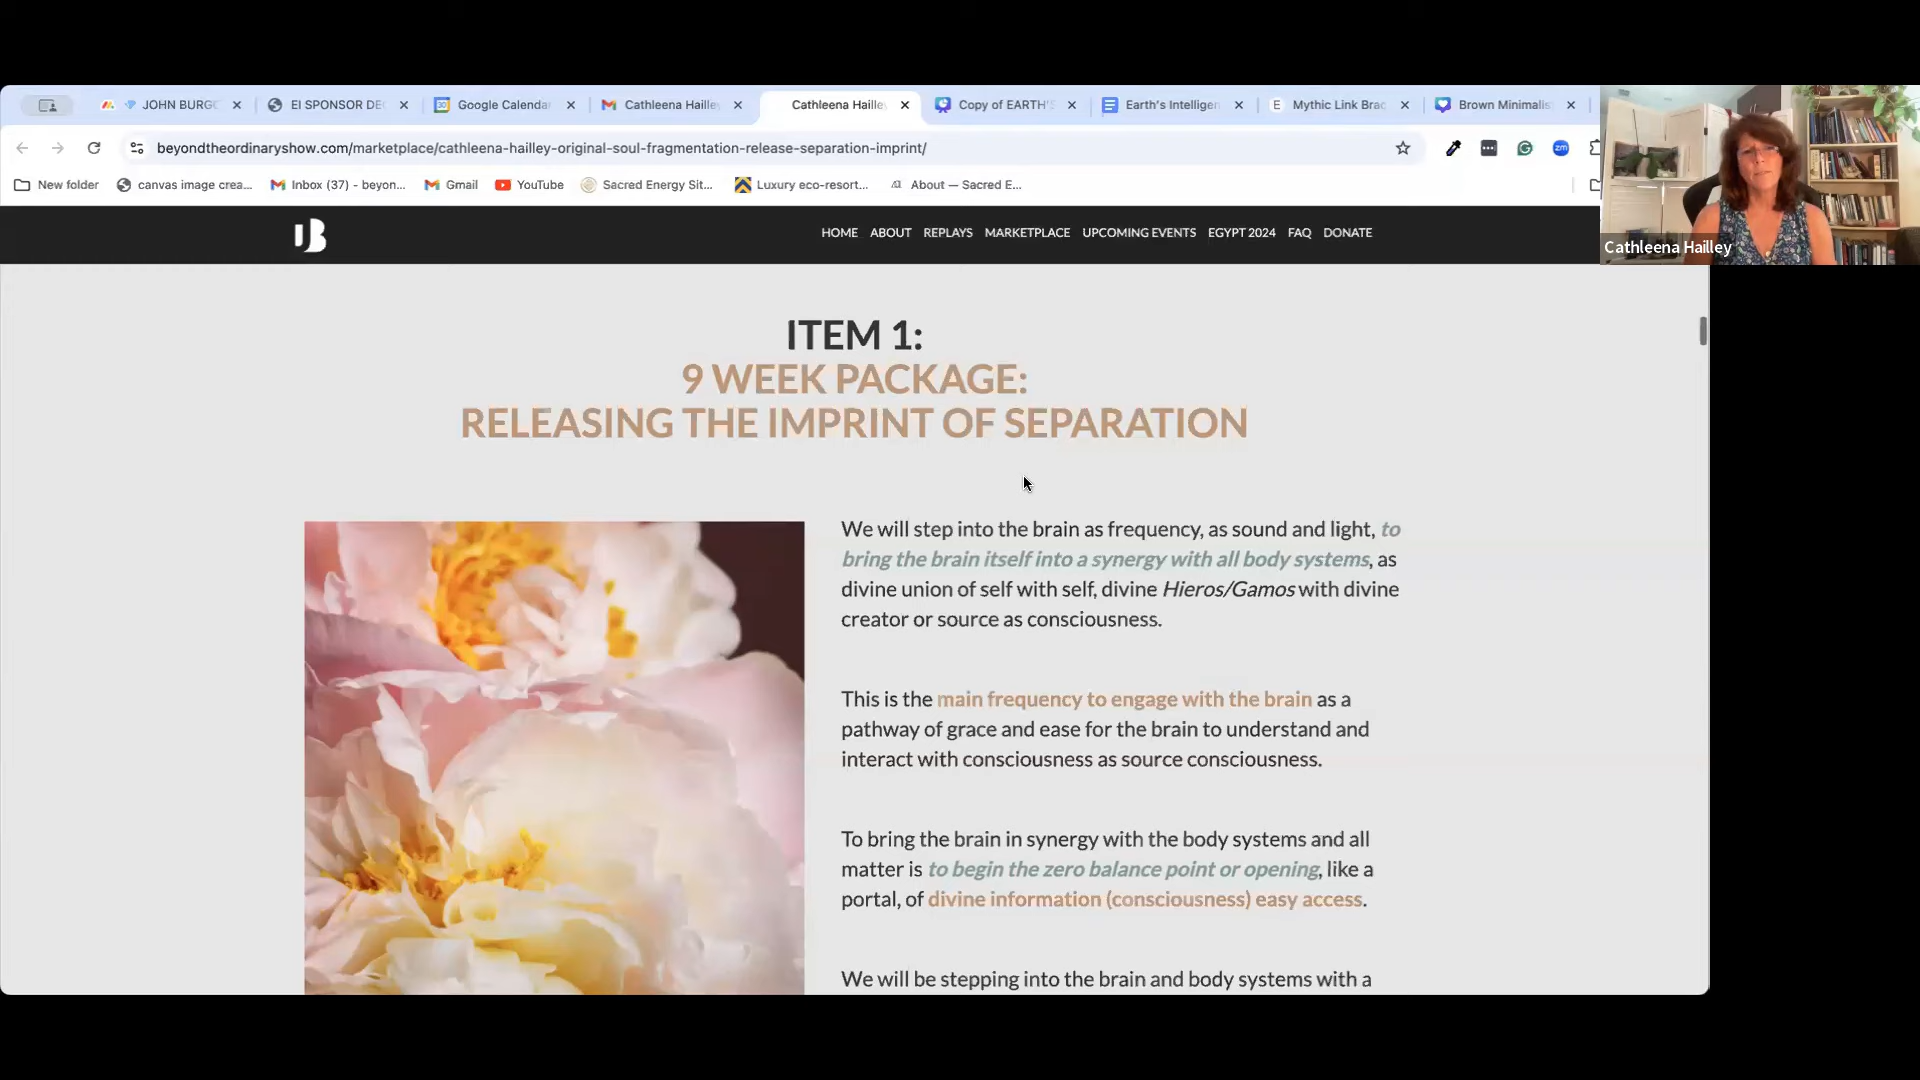 JOHN BURG
EI SPONSOR DE
Google Calenda
Cathleena Haille
Cathleena Haille
Copy of EARTH'S
Earth's Intelligen
Mythic Link Brac
Brown Minimalis
beyondtheordinaryshow.com/marketplace/cathleena-hailley-original-soul-fragmentation-release-separation-imprint/
New folder
canvas image crea...
Inbox (37) - beyon...
Gmail
YouTube
Sacred Energy Sit...
Luxury eco-resort...
About — Sacred E...
HOME ABOUT REPLAYS MARKETPLACE UPCOMING EVENTS EGYPT 2024 FAQ DONATE
Cathleena Hailley
ITEM 1:
9 WEEK PACKAGE:
RELEASING THE IMPRINT OF SEPARATION
We will step into the brain as frequency, as sound and light, to
bring the brain itself into a synergy with all body systems, as
divine union of self with self, divine Hieros/Gamos with divine
creator or source as consciousness.
This is the main frequency to engage with the brain as a
pathway of grace and ease for the brain to understand and
interact with consciousness as source consciousness.
To bring the brain in synergy with the body systems and all
matter is to begin the zero balance point or opening, like a
portal, of divine information (consciousness) easy access.
We will be stepping into the brain and body systems with a